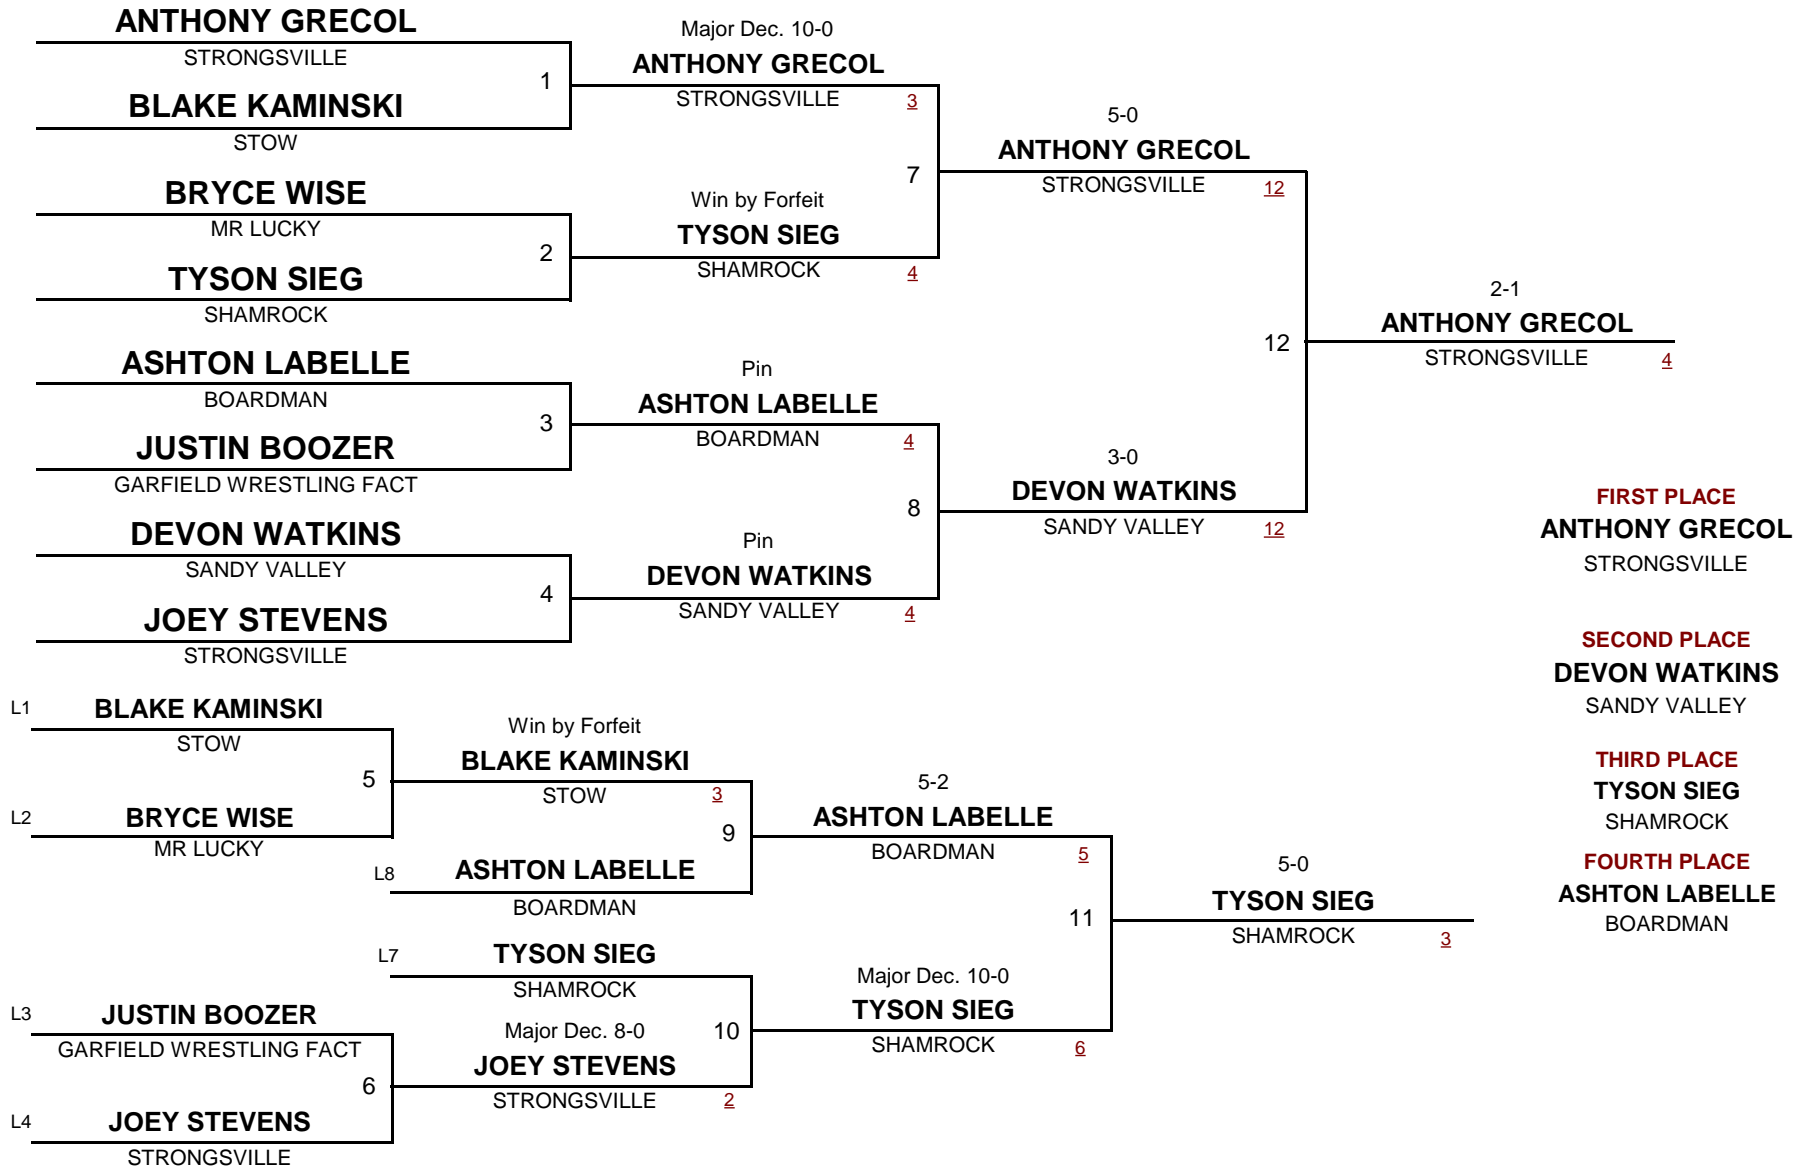 ANTHONY GRECOL
STRONGSVILLE
1
BLAKE KAMINSKI
STOW
BRYCE WISE
MR LUCKY
2
TYSON SIEG
SHAMROCK
ASHTON LABELLE
BOARDMAN
3
JUSTIN BOOZER
GARFIELD WRESTLING FACT
DEVON WATKINS
SANDY VALLEY
4
JOEY STEVENS
STRONGSVILLE
Major Dec. 10-0
ANTHONY GRECOL
STRONGSVILLE 3
7
Win by Forfeit
TYSON SIEG
SHAMROCK 4
Pin
ASHTON LABELLE
BOARDMAN 4
8
Pin
DEVON WATKINS
SANDY VALLEY 4
5-0
ANTHONY GRECOL
STRONGSVILLE 12
12
3-0
DEVON WATKINS
SANDY VALLEY 12
2-1
ANTHONY GRECOL
STRONGSVILLE 4
FIRST PLACE
ANTHONY GRECOL
STRONGSVILLE
SECOND PLACE
DEVON WATKINS
SANDY VALLEY
THIRD PLACE
TYSON SIEG
SHAMROCK
FOURTH PLACE
ASHTON LABELLE
BOARDMAN
L1 BLAKE KAMINSKI
STOW
5
L2 BRYCE WISE
MR LUCKY
L3 JUSTIN BOOZER
GARFIELD WRESTLING FACT
6
L4 JOEY STEVENS
STRONGSVILLE
Win by Forfeit
BLAKE KAMINSKI
STOW 3
9
L8 ASHTON LABELLE
BOARDMAN
L7 TYSON SIEG
SHAMROCK
Major Dec. 8-0 10
JOEY STEVENS
STRONGSVILLE 2
5-2
ASHTON LABELLE
BOARDMAN 5
11
Major Dec. 10-0
TYSON SIEG
SHAMROCK 6
5-0
TYSON SIEG
SHAMROCK 3